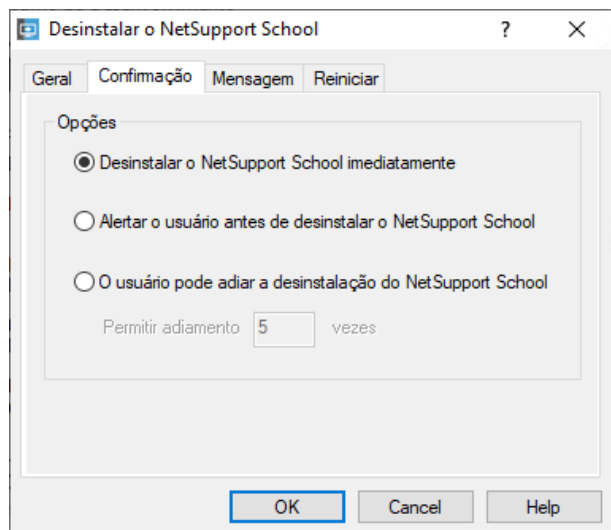 Desinstalar o NetSupport School ? X
Geral Confirmação Mensagem Reiniciar
Opções
Desinstalar o NetSupport School imediatamente
Alertar o usuário antes de desinstalar o NetSupport School
O usuário pode adiar a desinstalação do NetSupport School
Permitir adiamento 5 vezes
OK Cancel Help